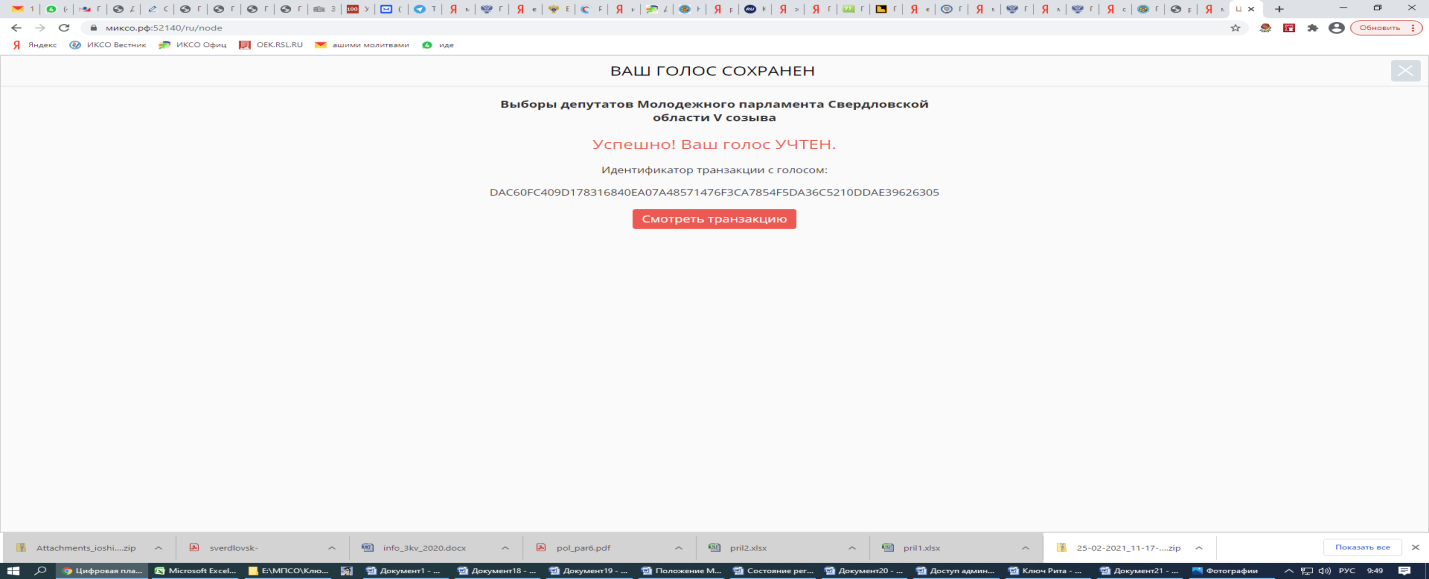 миксо.рф:52140/ru/node
Обновить
Яндекс ИКСО Вестник ИКСО Офиц. OEK.RSL.RU ашими молитвами иде
ВАШ ГОЛОС СОХРАНЕН
Выборы депутатов Молодежного парламента Свердловской
области V созыва
Успешно! Ваш голос УЧТЕН.
Идентификатор транзакции с голосом:
DAC60FC409D178316840EA07A48571476F3CA7854F5DA36C5210DDAE39626305
Смотреть транзакцию
Attachments_ioshi....zip sverdlovsk- info_3kv_2020.docx pol_par6.pdf pril2.xlsx pril1.xlsx 25-02-2021_11-17-....zip Показать все
Цифровая пла... Microsoft Excel... E:\МПСО\Клю... Документ1 - ... Документ18 - ... Документ19 - ... Положение М... Состояние рег... Документ20 - ... Доступ админ... Ключ Рита - ... Документ21 - ... Фотографии РУС 9:49